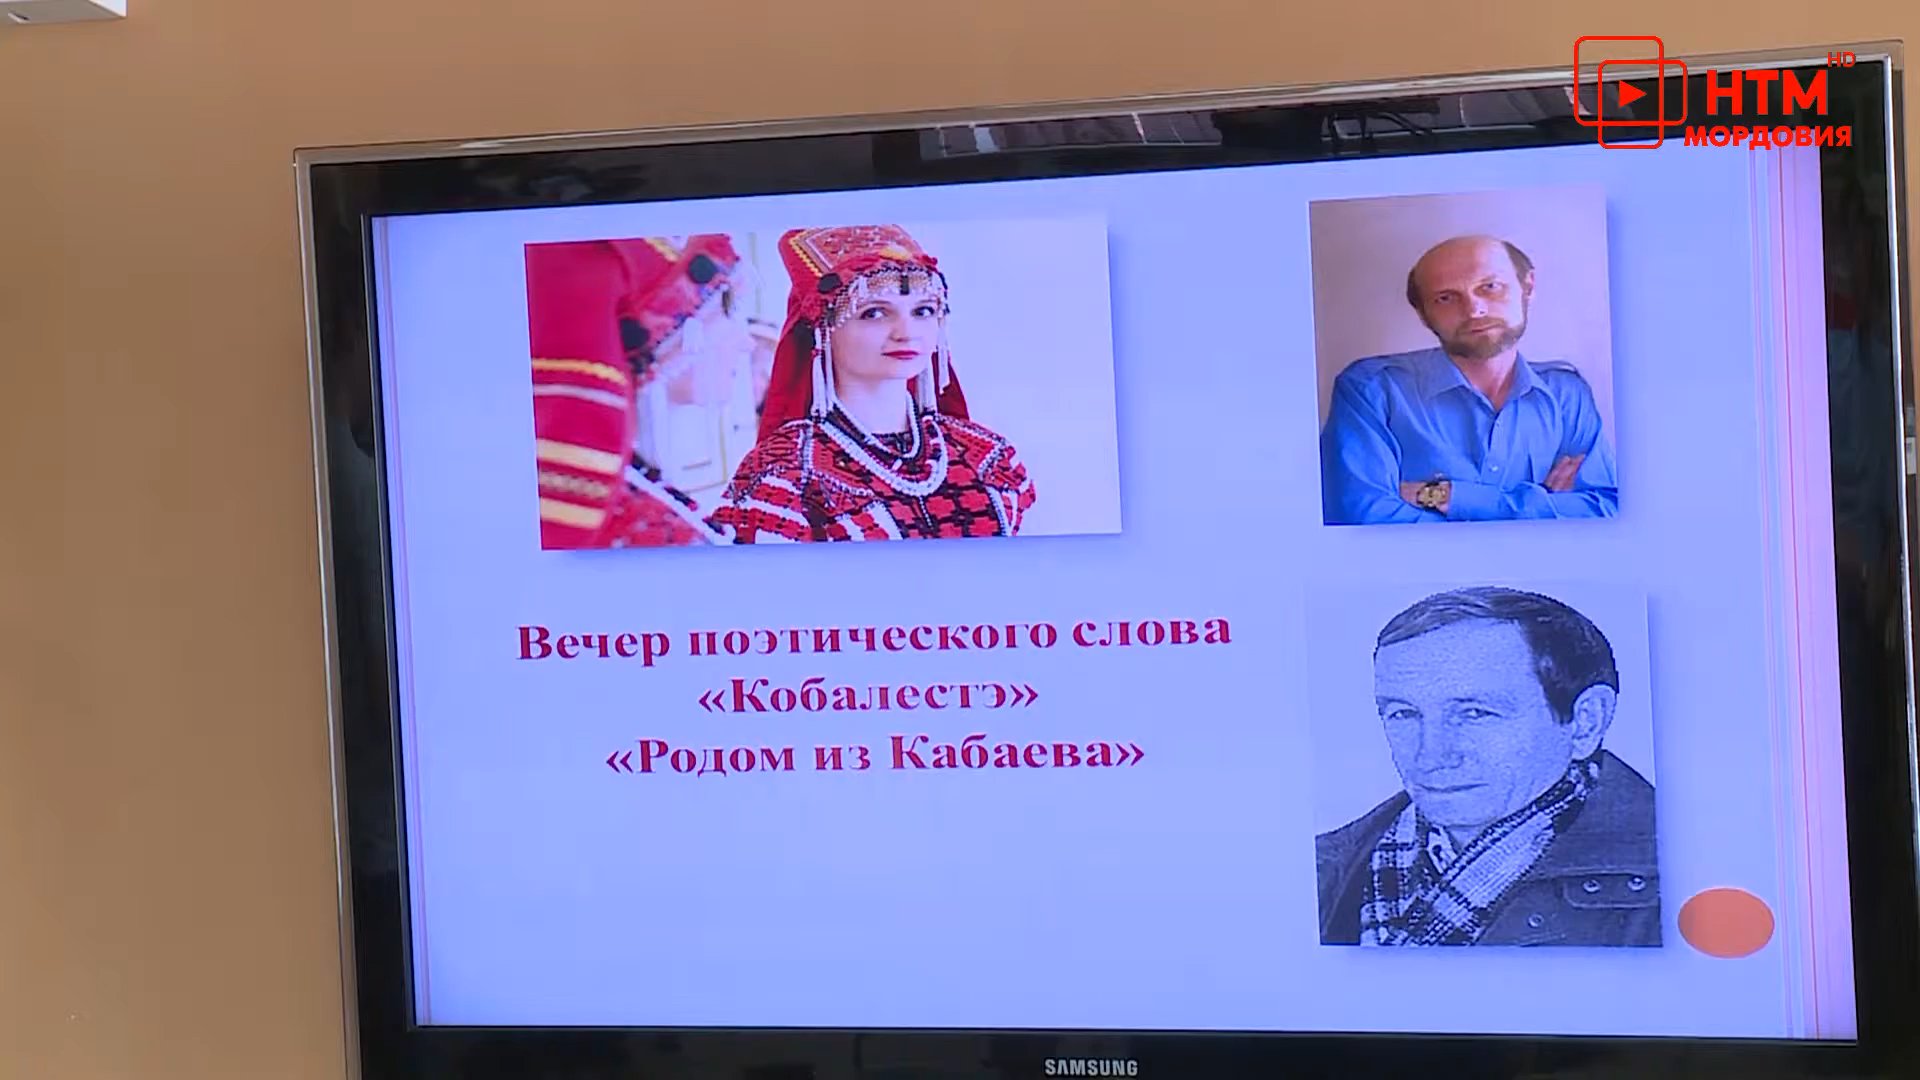 HD
НТМ
МОРДОВИЯ
Вечер поэтического слова
«Кобалестэ»
«Родом из Кабаева»
SAMSUNG